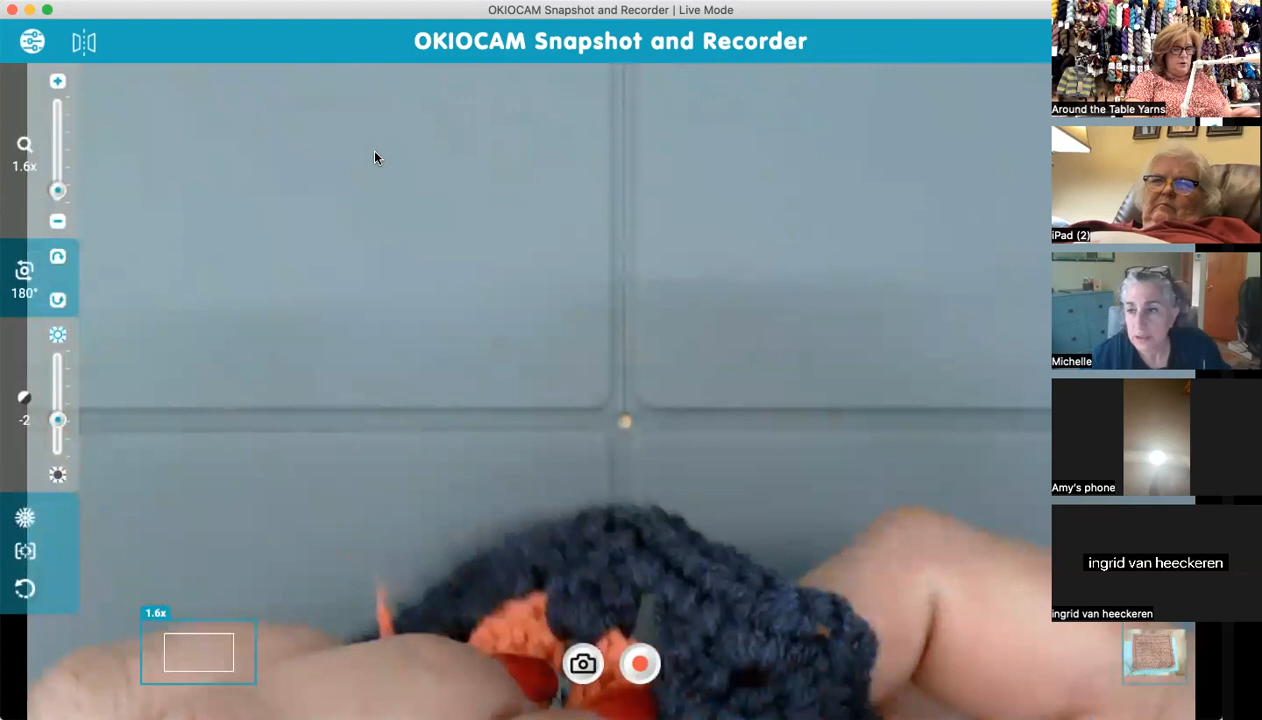 OKIOCAM Snapshot and Recorder | Live Mode
OKIOCAM Snapshot and Recorder
1.6x
180°
-2
1.6x
Around the Table Yarns
iPad (2)
Michelle
Amy's phone
ingrid van heeckeren
ingrid van heeckeren